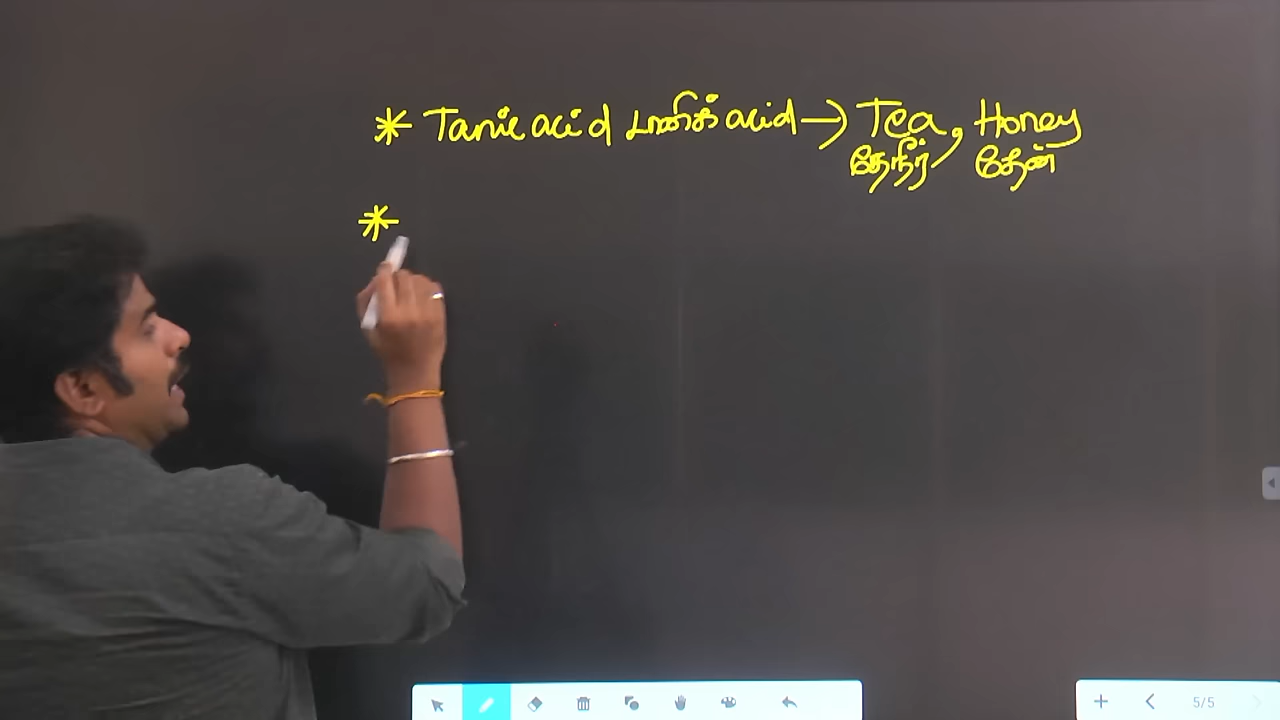 * Tanic acid டானிக் acid → Tea, Honey
தேநீர் தேன்
*
5/5